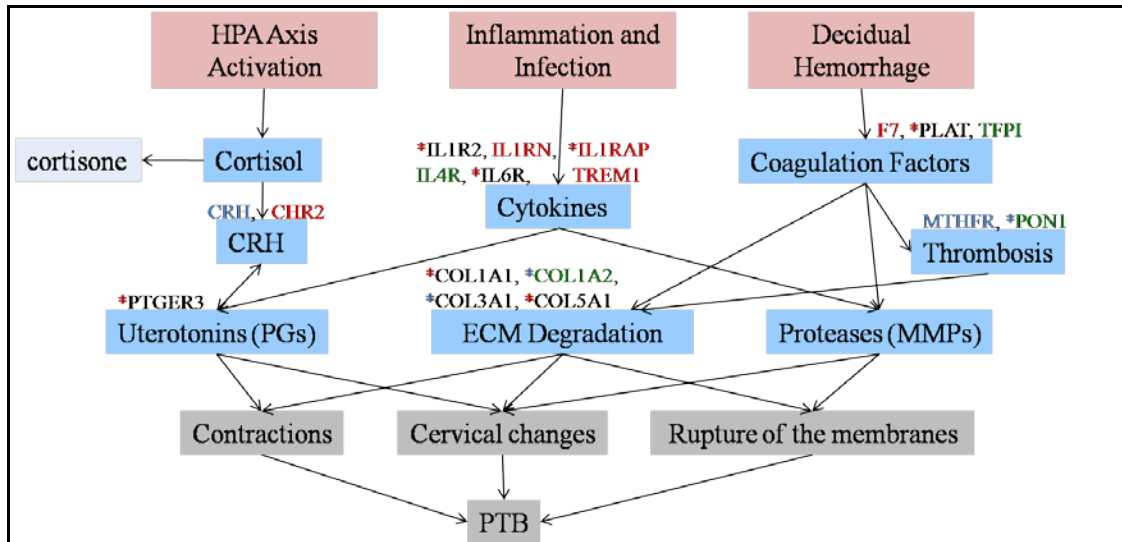 HPA Axis
Activation
Inflammation and
Infection
Decidual
Hemorrhage
cortisone
Cortisol
*IL1R2, IL1RN, *IL1RAP
IL4R, *IL6R, TREM1
Cytokines
F7, *PLAT, TFPI
Coagulation Factors
CRH, CHR2
CRH
MTHFR, *PON1
Thrombosis
*PTGER3
Uterotonins (PGs)
*COL1A1, *COL1A2,
*COL3A1, *COL5A1
ECM Degradation
Proteases (MMPs)
Contractions
Cervical changes
Rupture of the membranes
PTB